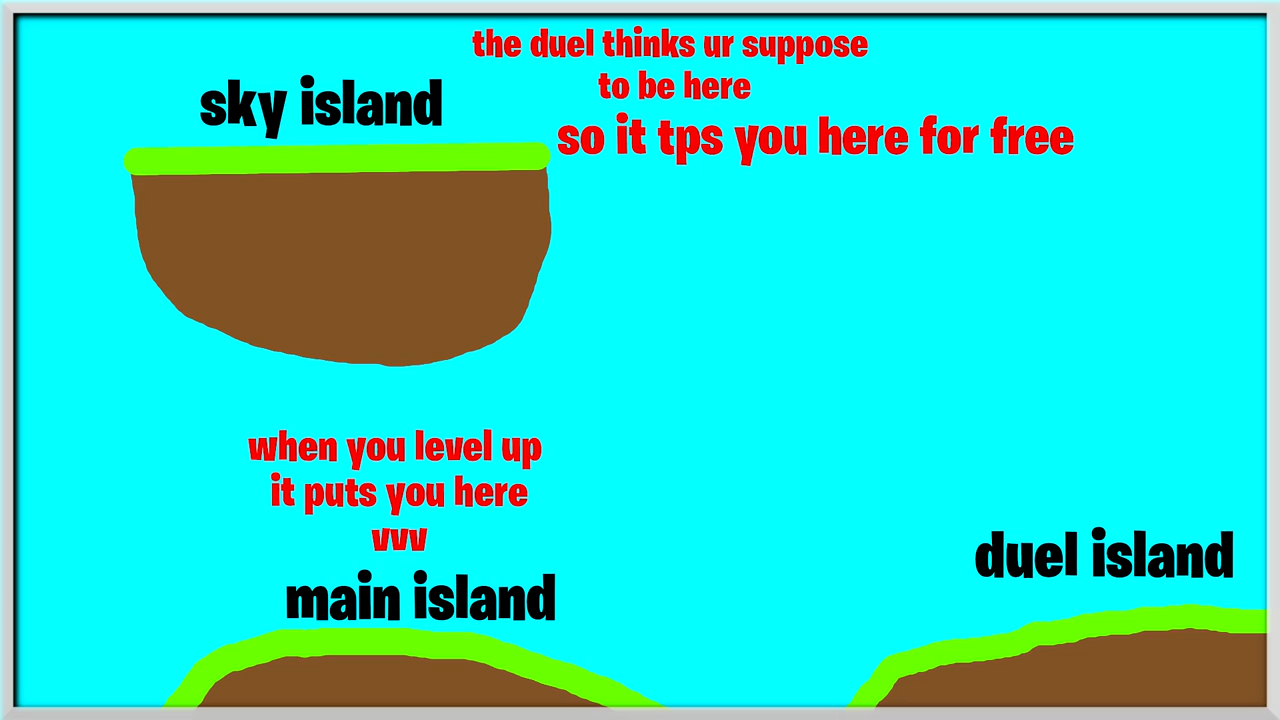 the duel thinks ur suppose
to be here
sky island
so it tps you here for free
when you level up
it puts you here
vvv
main island
duel island